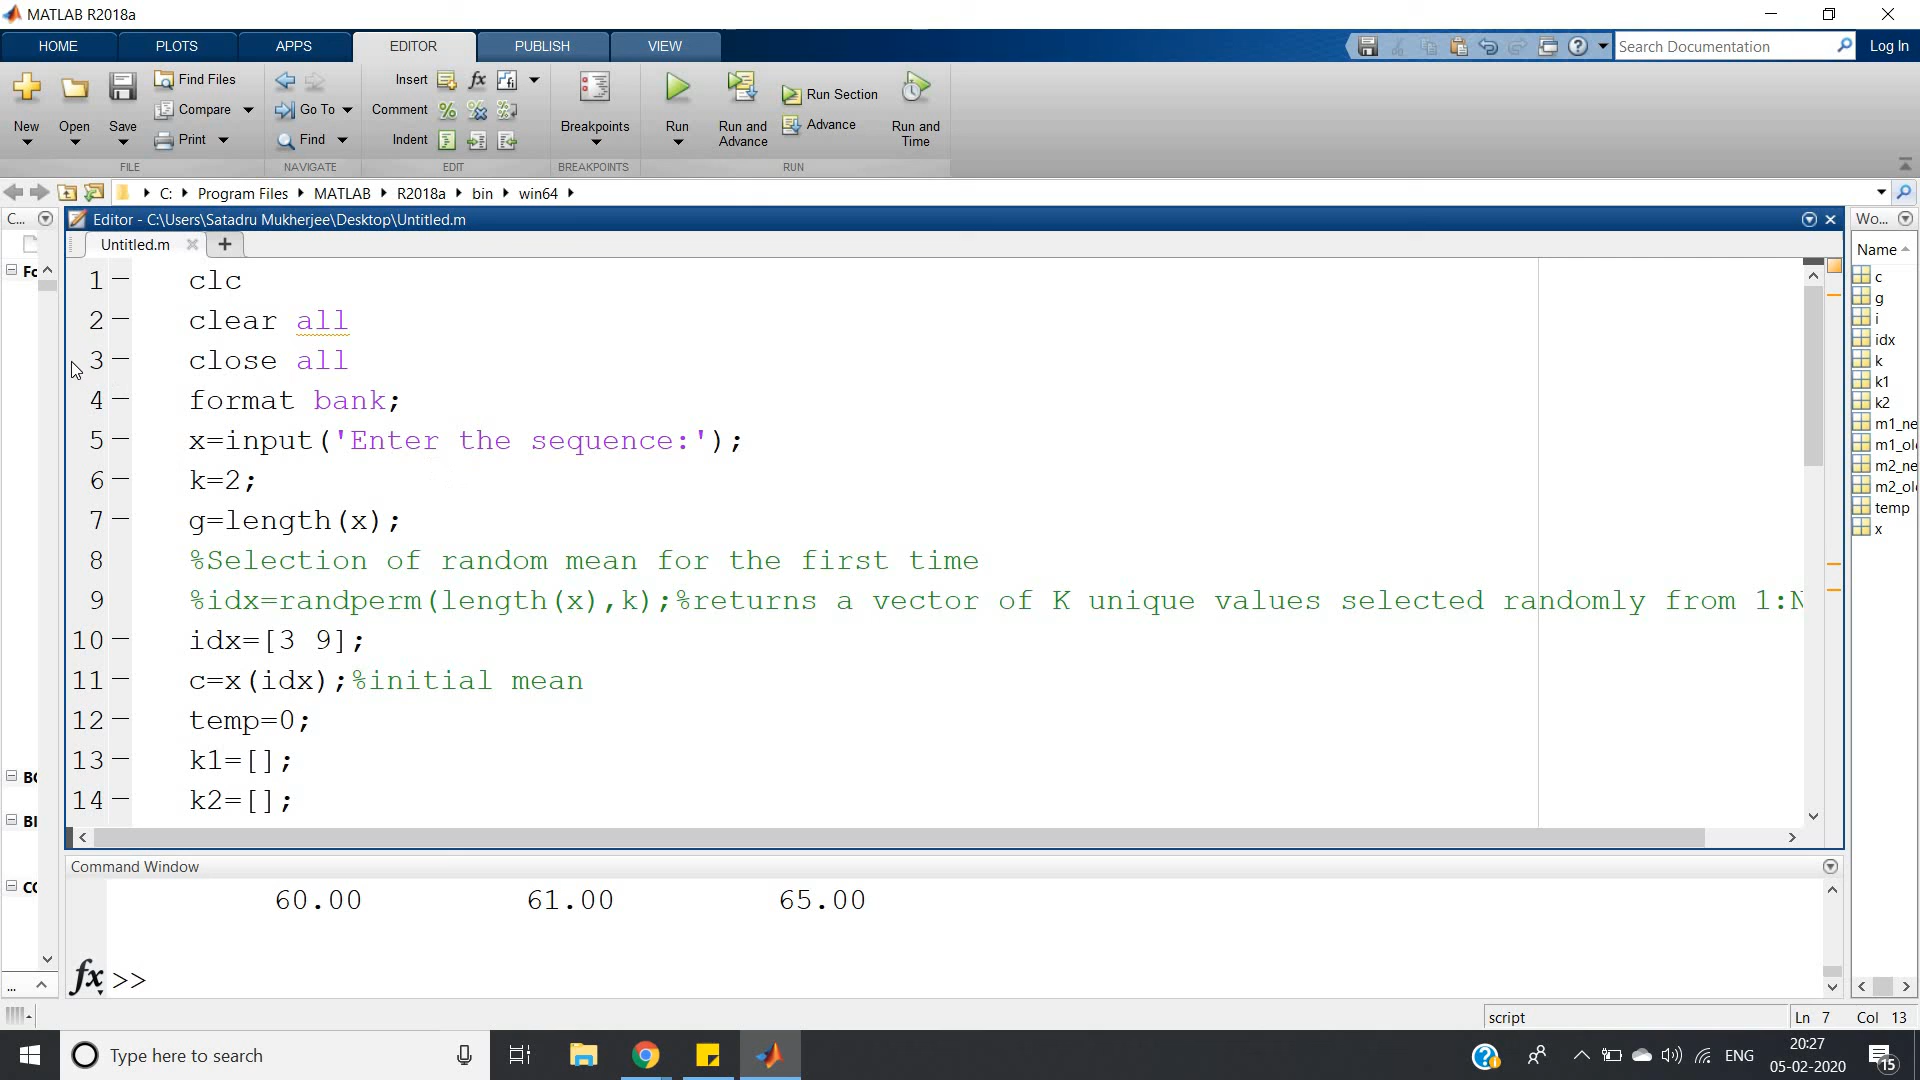 MATLAB R2018a
HOME PLOTS APPS EDITOR PUBLISH VIEW Search Documentation Log In
New Open Save Find Files Compare Print
Go To Find
Insert Comment Indent
Breakpoints
Run Run and Advance Run Section Advance Run and Time
FILE NAVIGATE EDIT BREAKPOINTS RUN
C: Program Files MATLAB R2018a bin win64
C... Editor - C:\Users\Satadru Mukherjee\Desktop\Untitled.m Wo...
Untitled.m
Name
1 clc
2 clear all
3 close all
4 format bank;
5 x=input('Enter the sequence:');
6 k=2;
7 g=length(x);
8 %Selection of random mean for the first time
9 %idx=randperm(length(x),k);%returns a vector of K unique values selected randomly from 1:N
10 idx=[3 9];
11 c=x(idx);%initial mean
12 temp=0;
13 k1=[];
14 k2=[];
c
g
i
idx
k
k1
k2
m1_ne
m1_ol
m2_ne
m2_ol
temp
x
Command Window
60.00 61.00 65.00
fx >>
script Ln 7 Col 13
Type here to search
ENG 20:27
05-02-2020
15